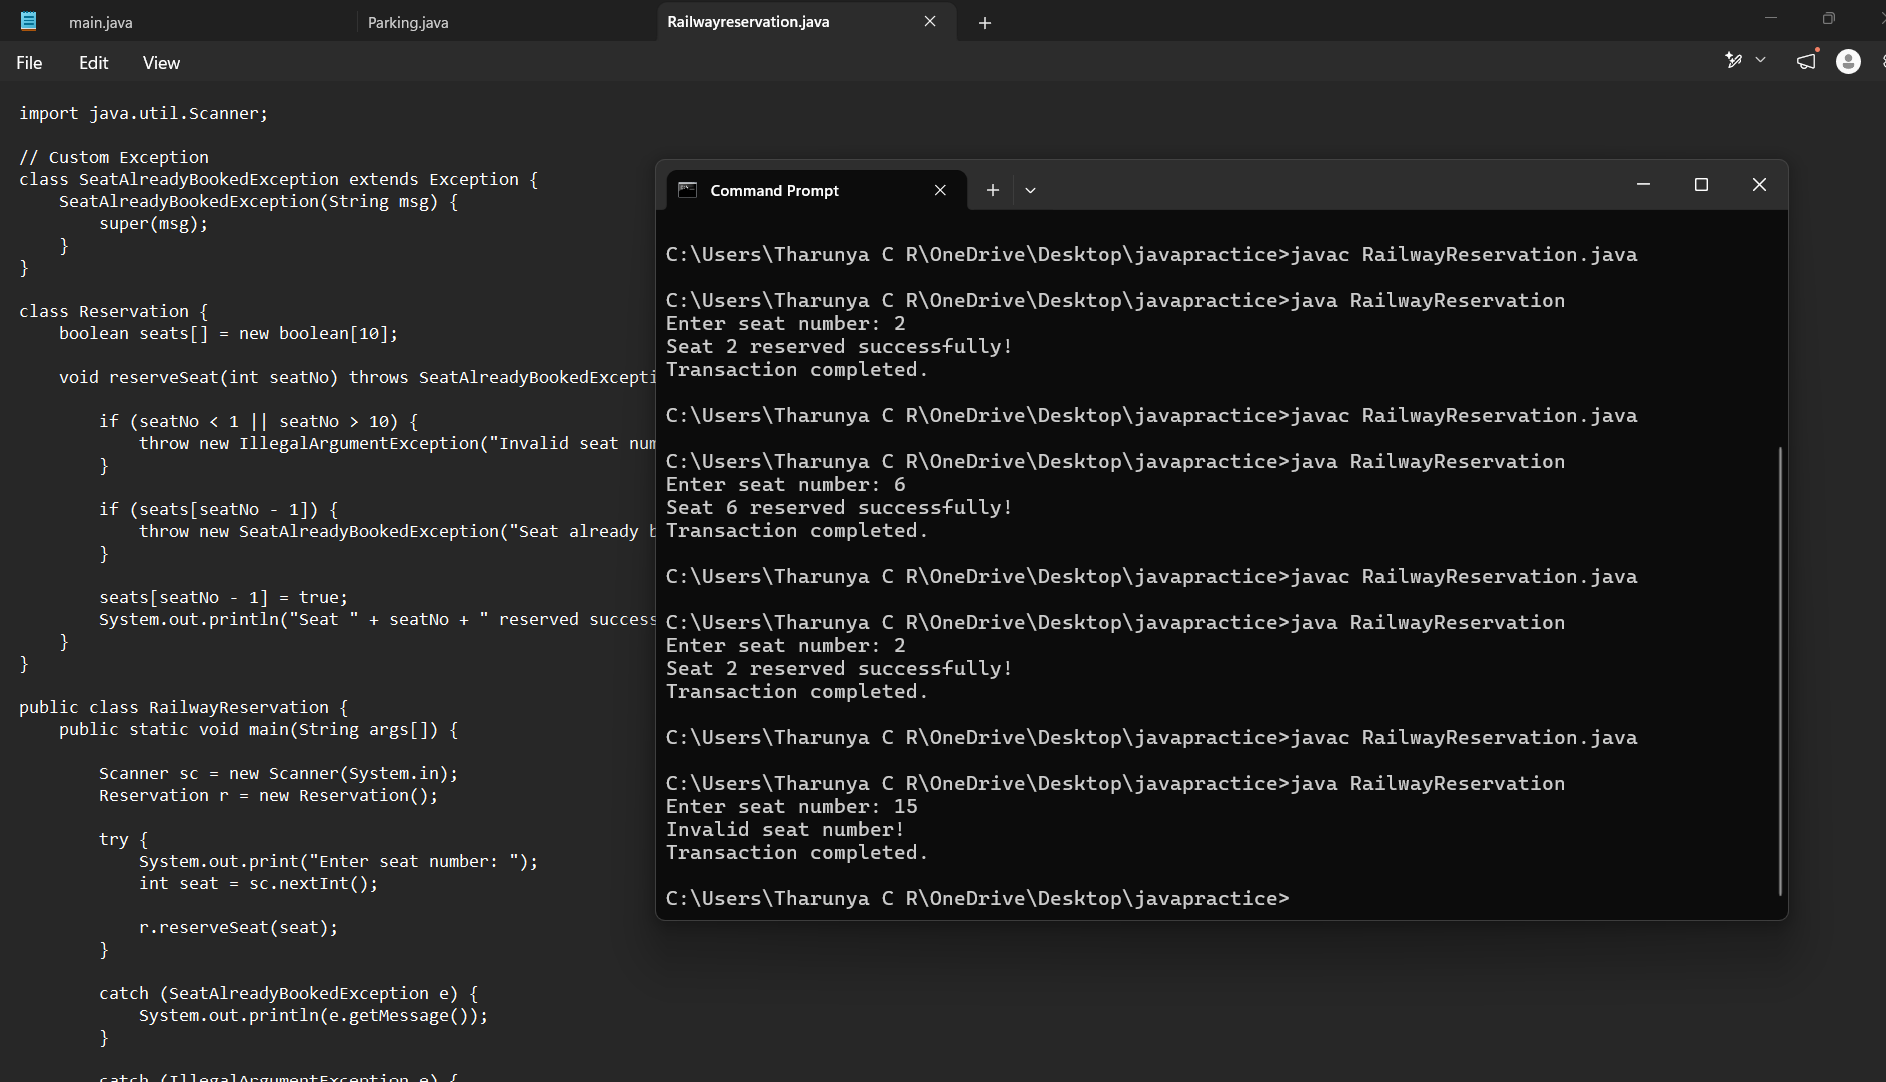 main.java
Parking.java
Railwayreservation.java
File Edit View
import java.util.Scanner;
// Custom Exception
class SeatAlreadyBookedException extends Exception {
    SeatAlreadyBookedException(String msg) {
        super(msg);
    }
}
class Reservation {
    boolean seats[] = new boolean[10];
    void reserveSeat(int seatNo) throws SeatAlreadyBookedExcepti
        if (seatNo < 1 || seatNo > 10) {
            throw new IllegalArgumentException("Invalid seat num
        }
        if (seats[seatNo - 1]) {
            throw new SeatAlreadyBookedException("Seat already b
        }
        seats[seatNo - 1] = true;
        System.out.println("Seat " + seatNo + " reserved success
    }
}
public class RailwayReservation {
    public static void main(String args[]) {
        Scanner sc = new Scanner(System.in);
        Reservation r = new Reservation();
        try {
            System.out.print("Enter seat number: ");
            int seat = sc.nextInt();
            r.reserveSeat(seat);
        }
        catch (SeatAlreadyBookedException e) {
            System.out.println(e.getMessage());
        }
        catch (IllegalArgumentException e) {
Command Prompt
C:\Users\Tharunya C R\OneDrive\Desktop\javapractice>javac RailwayReservation.java
C:\Users\Tharunya C R\OneDrive\Desktop\javapractice>java RailwayReservation
Enter seat number: 2
Seat 2 reserved successfully!
Transaction completed.
C:\Users\Tharunya C R\OneDrive\Desktop\javapractice>javac RailwayReservation.java
C:\Users\Tharunya C R\OneDrive\Desktop\javapractice>java RailwayReservation
Enter seat number: 6
Seat 6 reserved successfully!
Transaction completed.
C:\Users\Tharunya C R\OneDrive\Desktop\javapractice>javac RailwayReservation.java
C:\Users\Tharunya C R\OneDrive\Desktop\javapractice>java RailwayReservation
Enter seat number: 2
Seat 2 reserved successfully!
Transaction completed.
C:\Users\Tharunya C R\OneDrive\Desktop\javapractice>javac RailwayReservation.java
C:\Users\Tharunya C R\OneDrive\Desktop\javapractice>java RailwayReservation
Enter seat number: 15
Invalid seat number!
Transaction completed.
C:\Users\Tharunya C R\OneDrive\Desktop\javapractice>